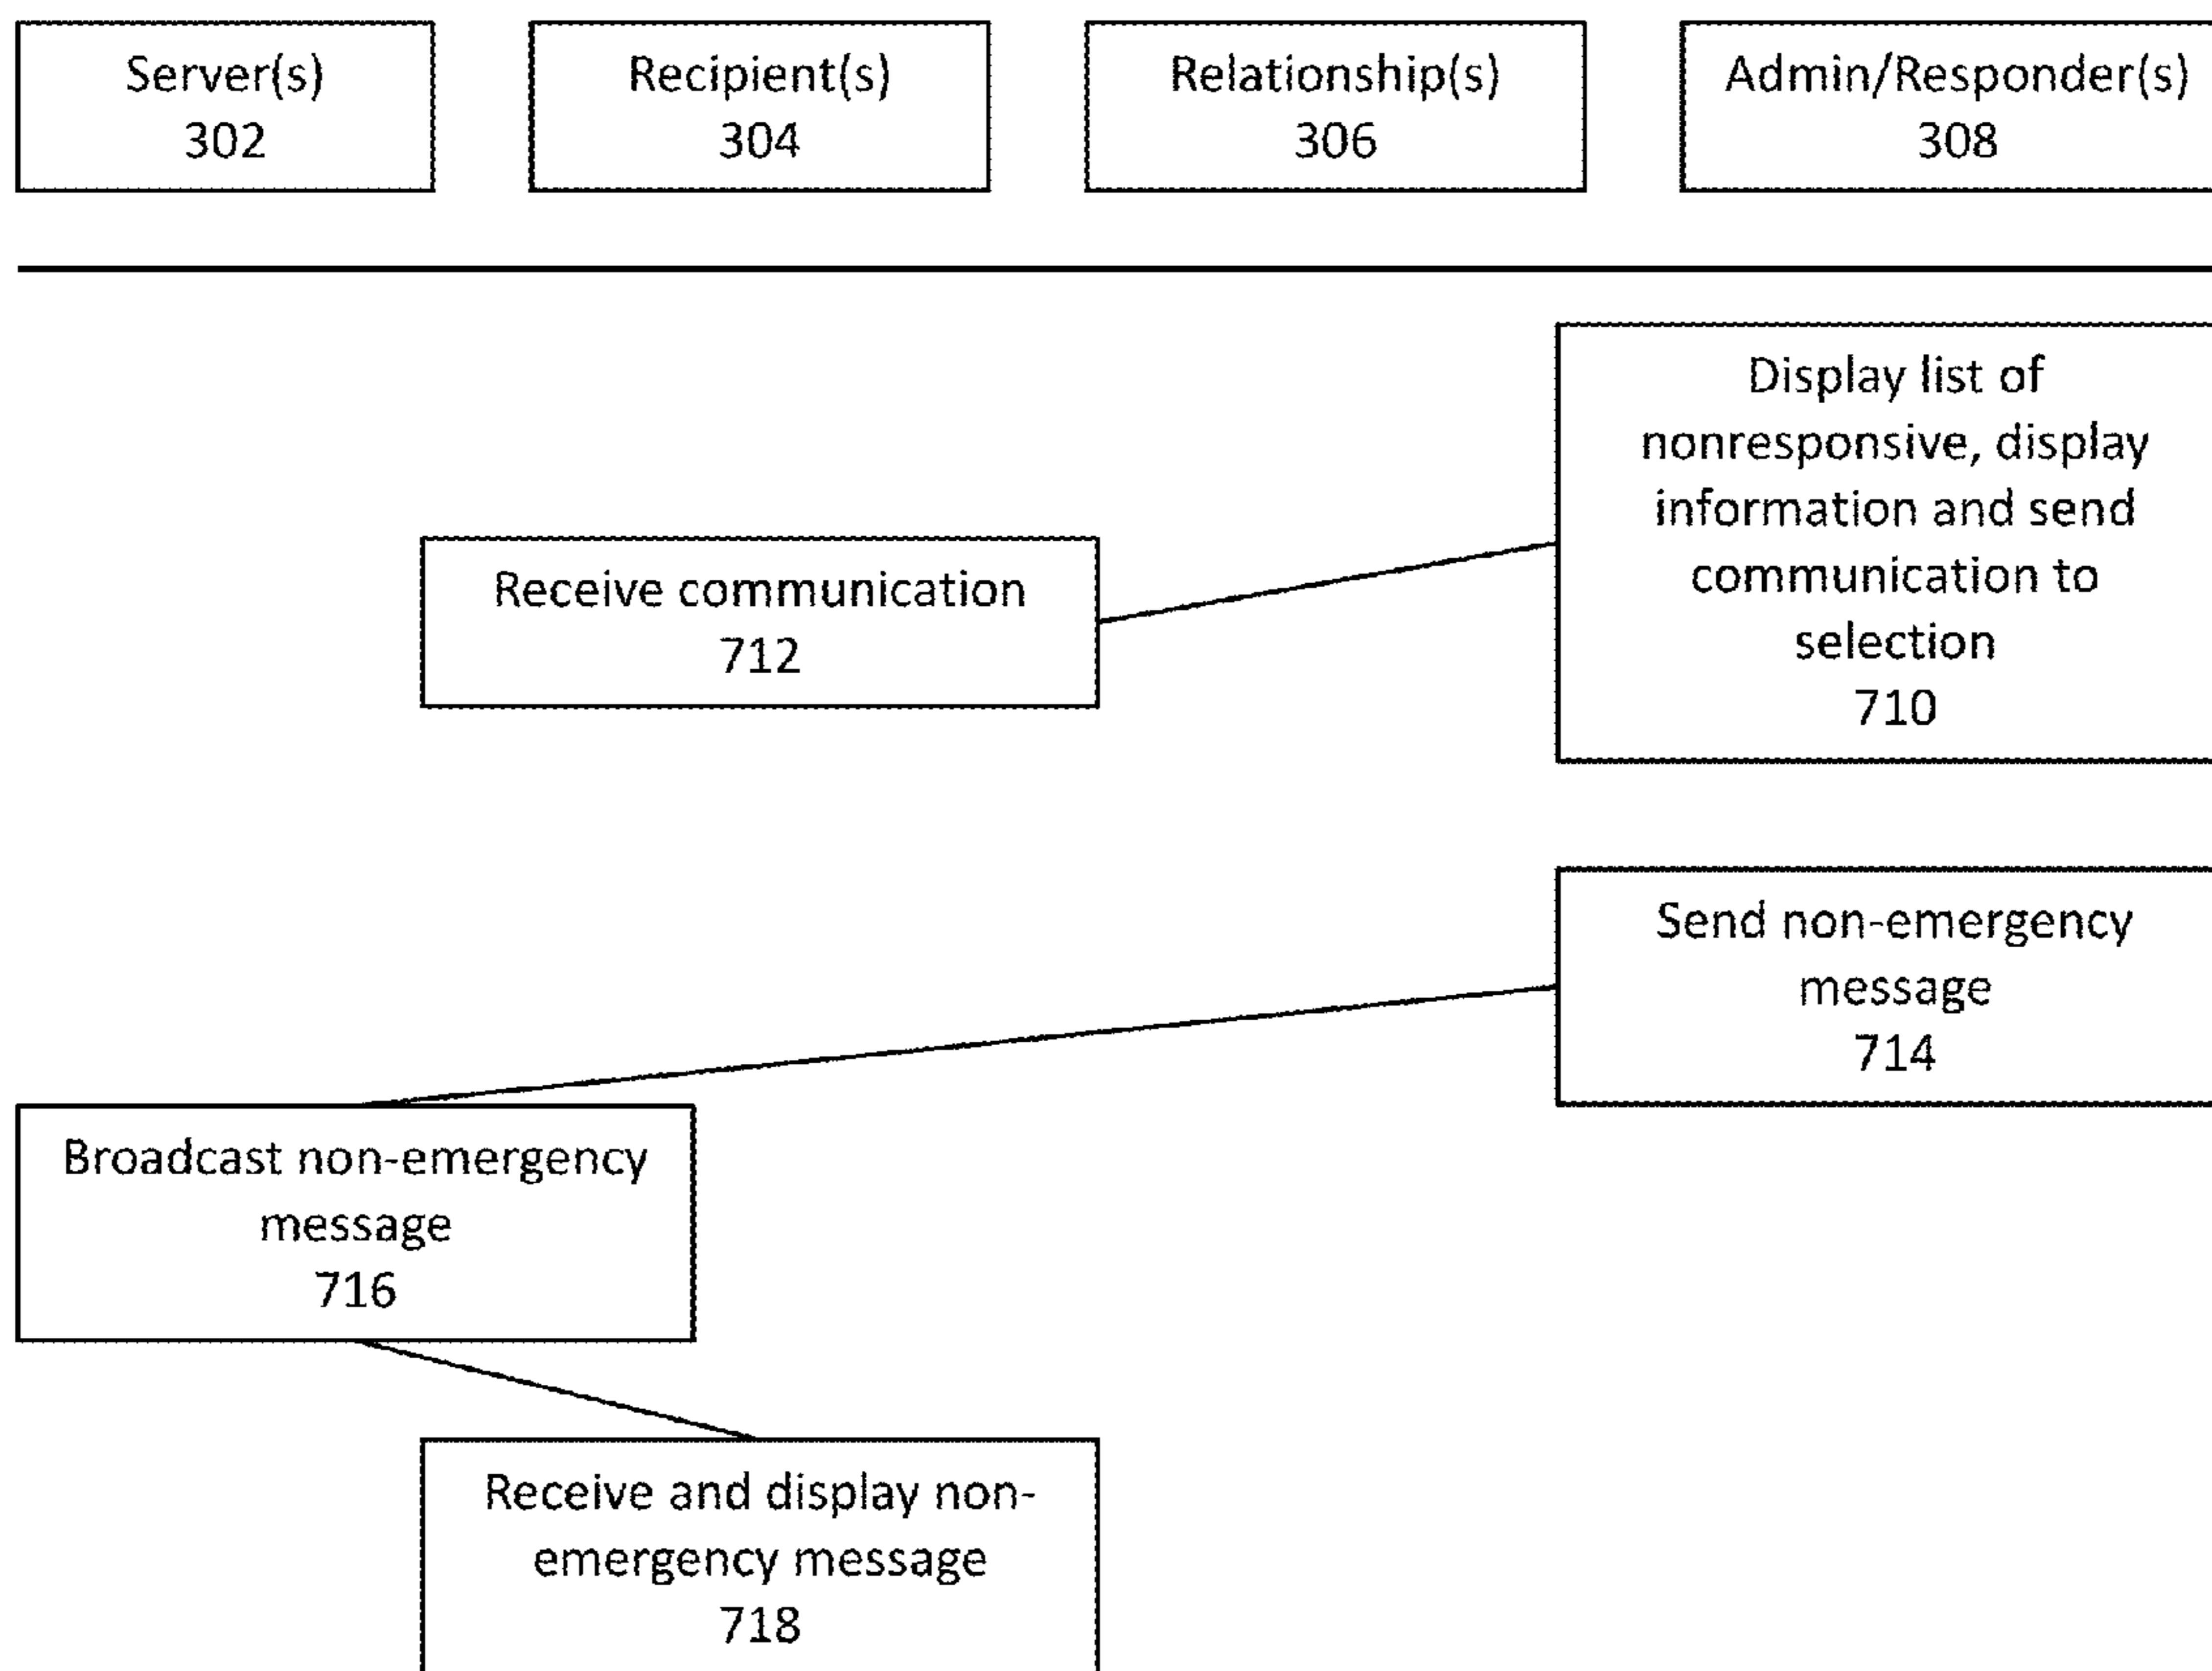 Server(s)
302
Recipient(s)
304
Relationship(s)
306
Admin/Responder(s)
308
Display list of
nonresponsive, display
information and send
communication to
selection
710
Receive communication
712
Send non-emergency
message
714
Broadcast non-emergency
message
716
Receive and display non-
emergency message
718